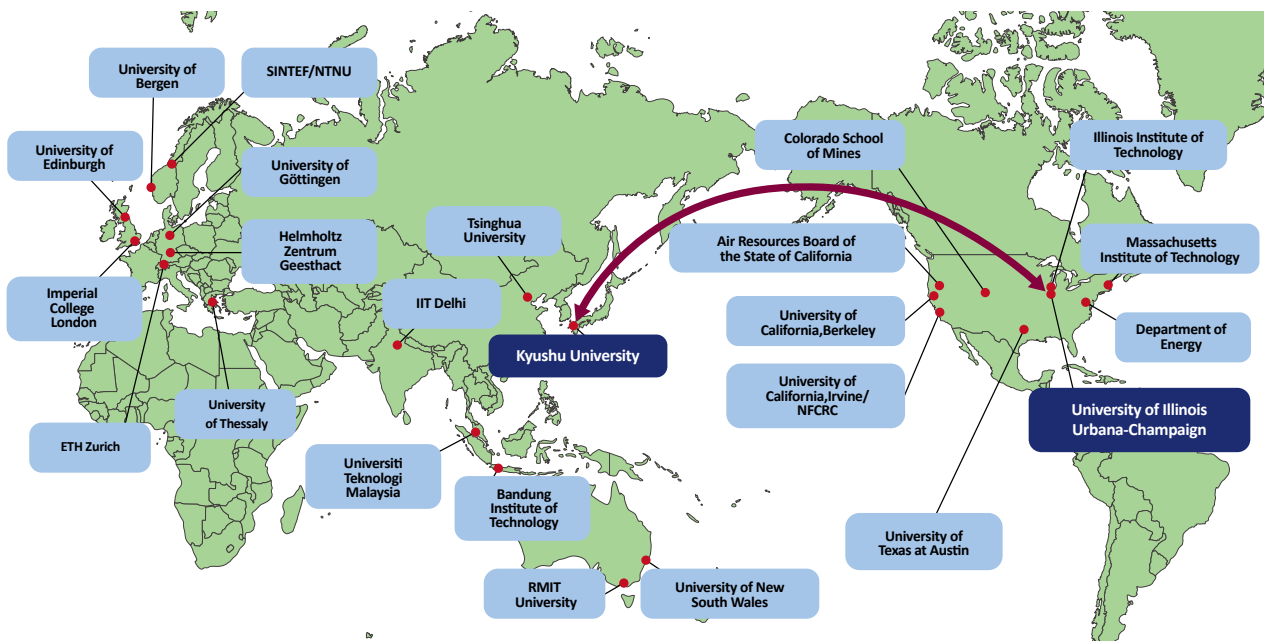 University of
Bergen
SINTEF/NTNU
University of
Edinburgh
University of
Göttingen
Helmholtz
Zentrum
Geesthact
Imperial
College
London
ETH Zurich
University
of Thessaly
Tsinghua
University
IIT Delhi
Kyushu University
Universiti
Teknologi
Malaysia
Bandung
Institute of
Technology
RMIT
University
University of New
South Wales
Colorado School
of Mines
Illinois Institute of
Technology
Air Resources Board of
the State of California
Massachusetts
Institute of Technology
University of
California,Berkeley
Department of
Energy
University of
California,Irvine/
NFCRC
University of Illinois
Urbana-Champaign
University of
Texas at Austin